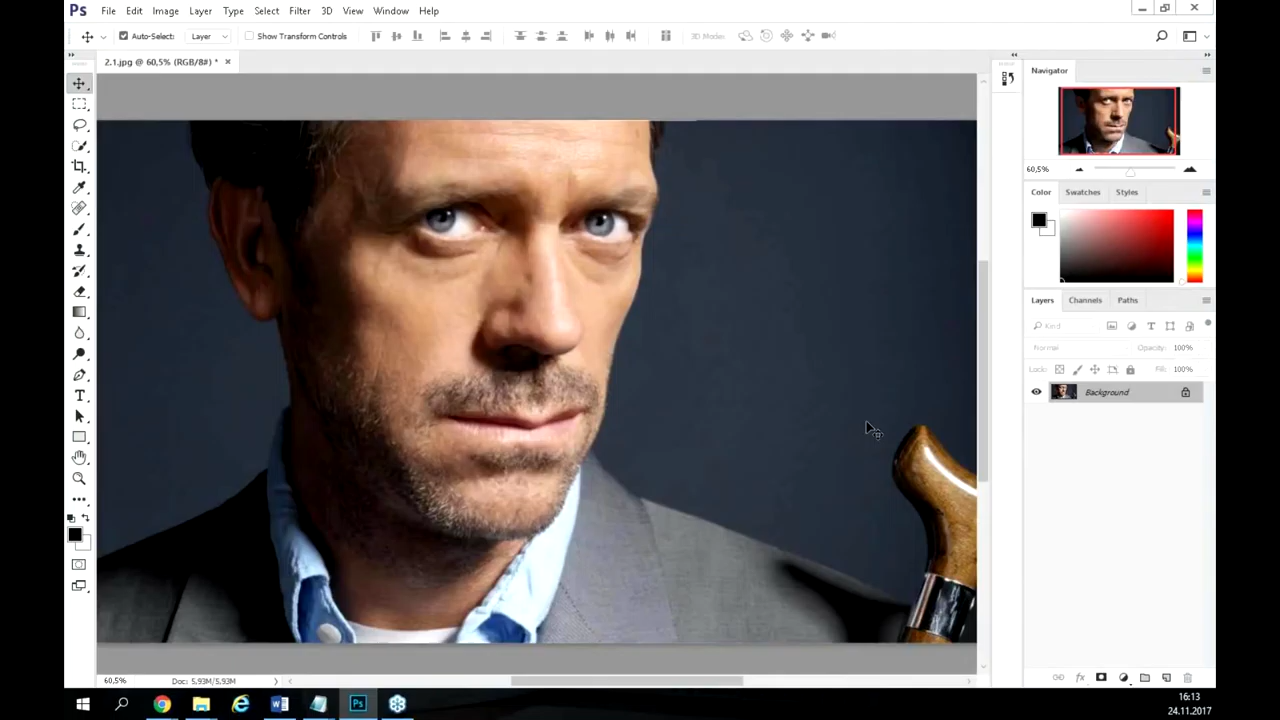 Ps File Edit Image Layer Type Select Filter 3D View Window Help
Auto-Select: Layer Show Transform Controls 3D Mode:
2.1.jpg @ 60,5% (RGB/8#) *
Navigator
60,5%
Color Swatches Styles
Layers Channels Paths
Kind
Normal Opacity: 100%
Lock: Fill: 100%
Background
60,5% Doc: 5,93M/5,93M
16:13
24.11.2017